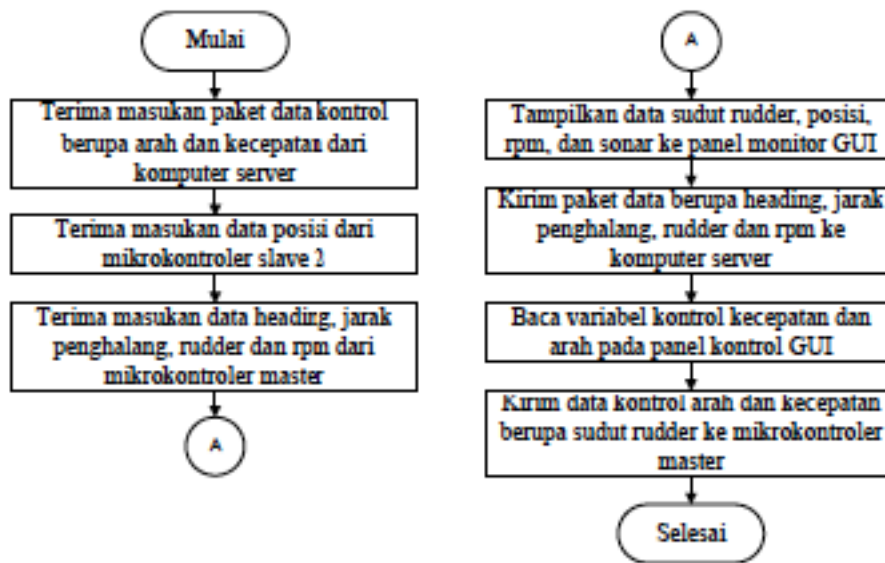 Mulai
Terima masukan paket data kontrol
berupa arah dan kecepatan dari
komputer server
Terima masukan data posisi dari
mikrokontroler slave 2
Terima masukan data heading, jarak
penghalang, rudder dan rpm dari
mikrokontroler master
A
A
Tampilkan data sudut rudder, posisi,
rpm, dan sonar ke panel monitor GUI
Kirim paket data berupa heading, jarak
penghalang, rudder dan rpm ke
komputer server
Baca variabel kontrol kecepatan dan
arah pada panel kontrol GUI
Kirim data kontrol arah dan kecepatan
berupa sudut rudder ke mikrokontroler
master
Selesai